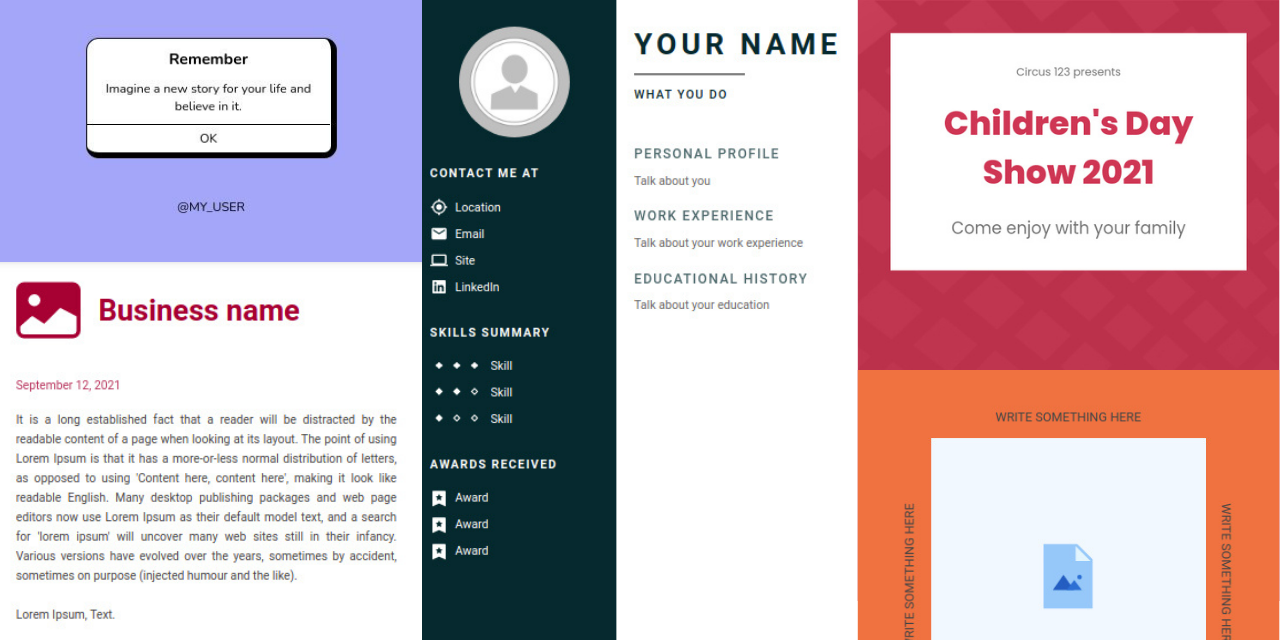 Remember
Imagine a new story for your life and
believe in it.
OK
@MY_USER
Business name
September 12, 2021
It is a long established fact that a reader will be distracted by the
readable content of a page when looking at its layout. The point of using
Lorem Ipsum is that it has a more-or-less normal distribution of letters,
as opposed to using 'Content here, content here', making it look like
readable English. Many desktop publishing packages and web page
editors now use Lorem Ipsum as their default model text, and a search
for 'lorem ipsum' will uncover many web sites still in their infancy.
Various versions have evolved over the years, sometimes by accident,
sometimes on purpose (injected humour and the like).
Lorem Ipsum, Text.
CONTACT ME AT
Location
Email
Site
LinkedIn
SKILLS SUMMARY
Skill
Skill
Skill
AWARDS RECEIVED
Award
Award
Award
YOUR NAME
WHAT YOU DO
PERSONAL PROFILE
Talk about you
WORK EXPERIENCE
Talk about your work experience
EDUCATIONAL HISTORY
Talk about your education
Circus 123 presents
Children's Day
Show 2021
Come enjoy with your family
WRITE SOMETHING HERE
WRITE SOMETHING HERE
WRITE SOMETHING HERE